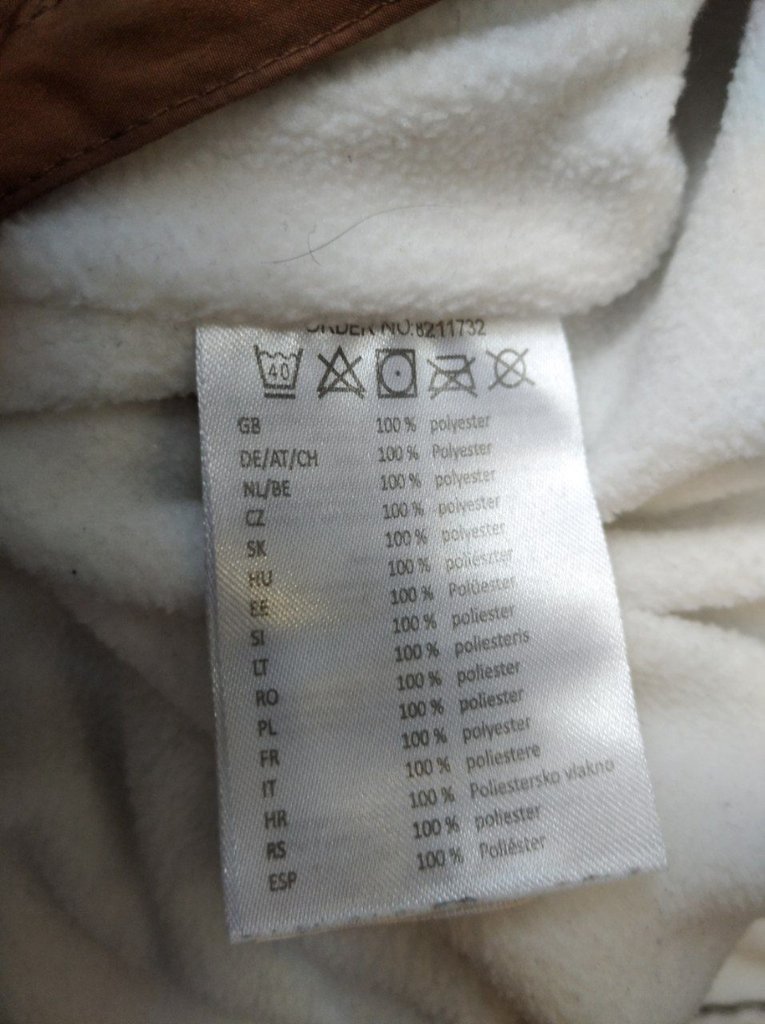 ORDER NO:8211732
40
GB 100 % polyester
DE/AT/CH 100 % Polyester
NL/BE 100 % polyester
CZ 100 % polyester
SK 100 % polyester
HU 100 % poliészter
EE 100 % Polüester
SI 100 % poliester
LT 100 % poliesteris
RO 100 % poliester
PL 100 % poliester
FR 100 % polyester
IT 100 % poliestere
HR 100 % Poliestersko vlakno
RS 100 % poliester
ESP 100 % Poliéster